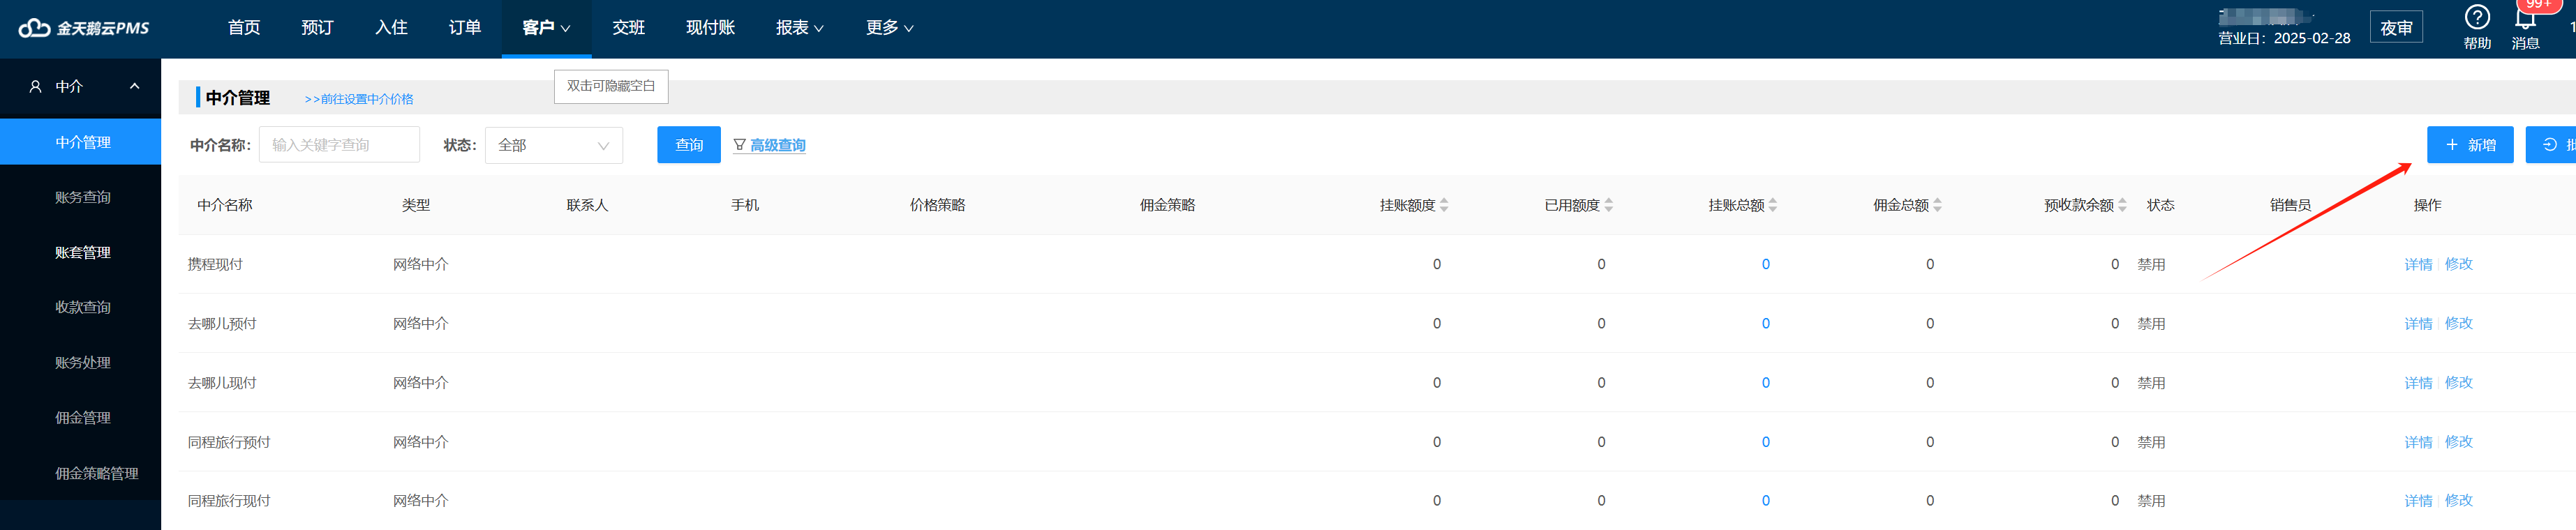 金天鹅云PMS
首页 预订 入住 订单 客户 交班 现付账 报表 更多
营业日：2025-02-28
夜审
帮助
99+
消息
中介
中介管理
账务查询
账套管理
收款查询
账务处理
佣金管理
佣金策略管理
中介管理 >>前往设置中介价格
双击可隐藏空白
中介名称： 输入关键字查询 状态： 全部 查询 高级查询 + 新增
中介名称 类型 联系人 手机 价格策略 佣金策略 挂账额度 已用额度 挂账总额 佣金总额 预收款余额 状态 销售员 操作
携程现付 网络中介 0 0 0 0 0 禁用 详情 修改
去哪儿预付 网络中介 0 0 0 0 0 禁用 详情 修改
去哪儿现付 网络中介 0 0 0 0 0 禁用 详情 修改
同程旅行预付 网络中介 0 0 0 0 0 禁用 详情 修改
同程旅行现付 网络中介 0 0 0 0 0 禁用 详情 修改